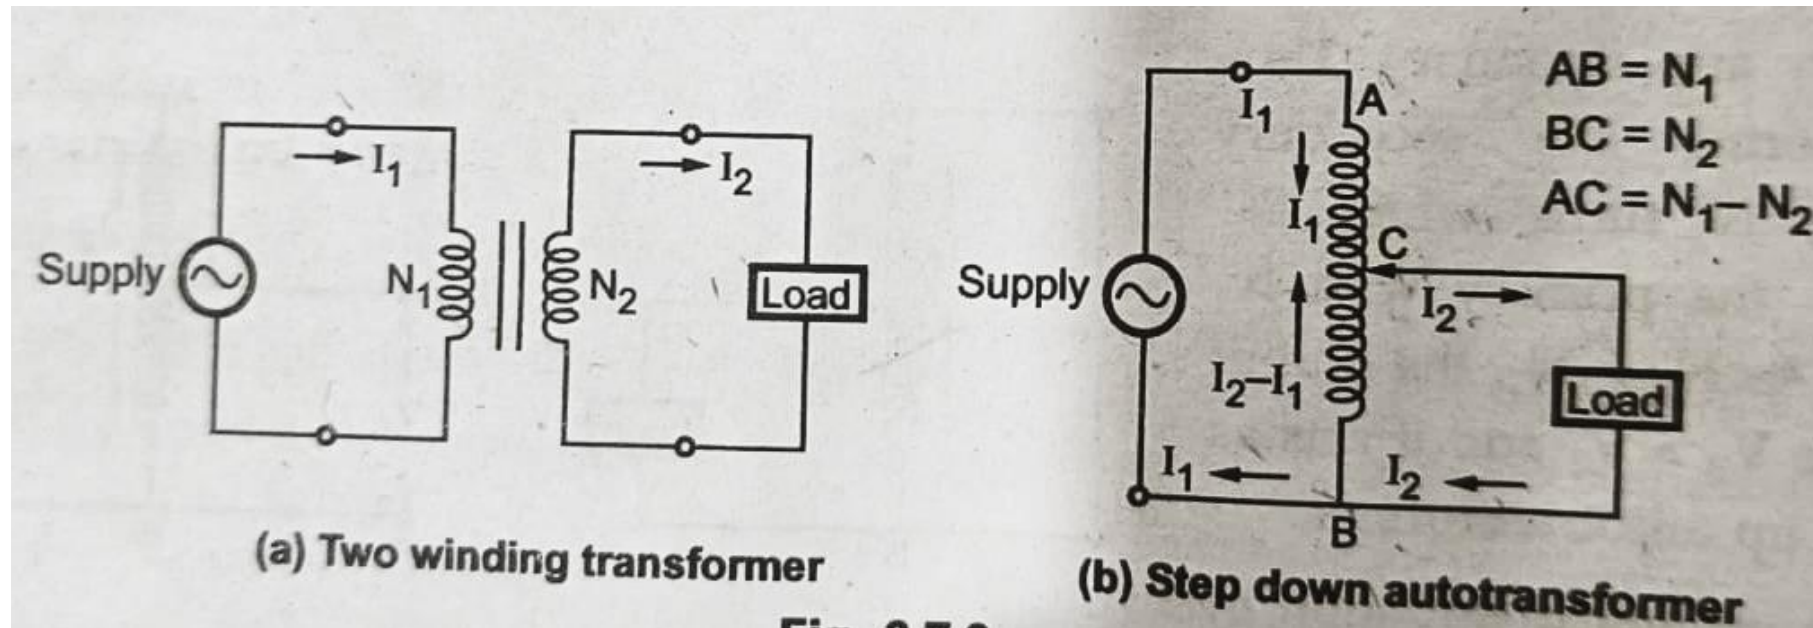 I₁
I₂
Supply
N₁
N₂
Load
(a) Two winding transformer
AB = N₁
BC = N₂
AC = N₁– N₂
I₁
A
I₁
C
Supply
I₂
I₂–I₁
Load
I₁
I₂
B
(b) Step down autotransformer